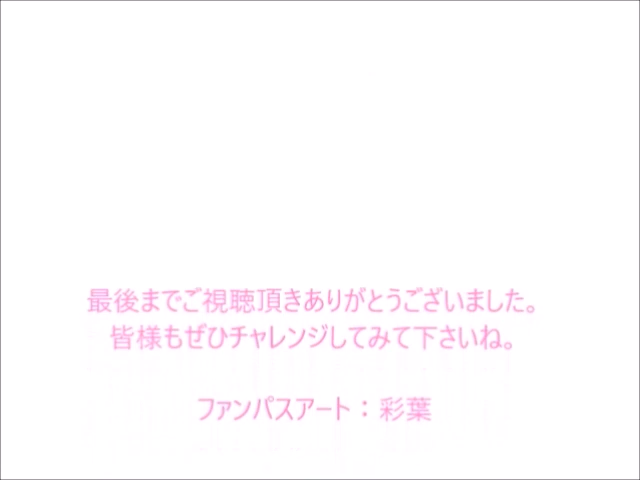 最後までご視聴頂きありがとうございました。
皆様もぜひチャレンジしてみて下さいね。
ファンパスアート：彩葉